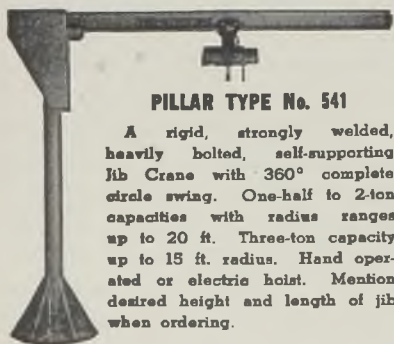 PILLAR TYPE No. 541
A rigid, strongly welded,
heavily bolted, self-supporting
Jib Crane with 360° complete
circle swing. One-half to 2-ton
capacities with radius ranges
up to 20 ft. Three-ton capacity
up to 15 ft. radius. Hand oper-
ated or electric hoist. Mention
desired height and length of jib
when ordering.